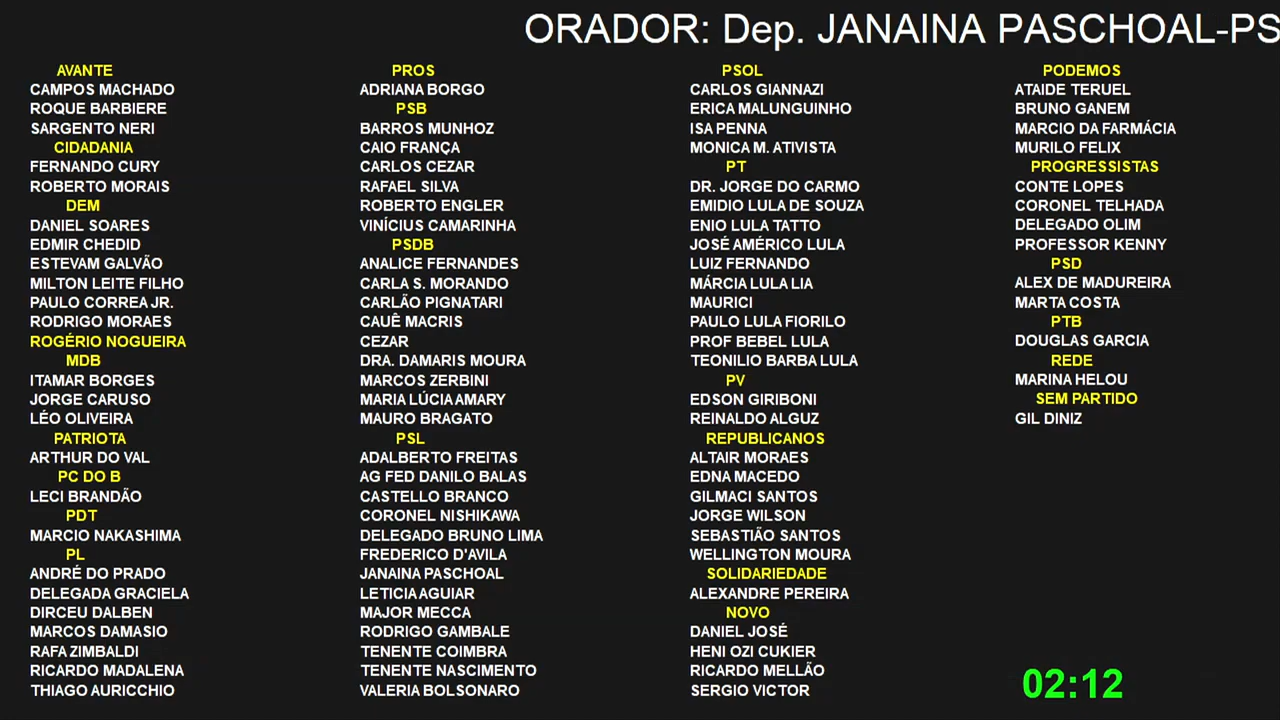 ORADOR: Dep. JANAINA PASCHOAL-PS
AVANTE
CAMPOS MACHADO
ROQUE BARBIERE
SARGENTO NERI
CIDADANIA
FERNANDO CURY
ROBERTO MORAIS
DEM
DANIEL SOARES
EDMIR CHEDID
ESTEVAM GALVÃO
MILTON LEITE FILHO
PAULO CORREA JR.
RODRIGO MORAES
ROGÉRIO NOGUEIRA
MDB
ITAMAR BORGES
JORGE CARUSO
LÉO OLIVEIRA
PATRIOTA
ARTHUR DO VAL
PC DO B
LECI BRANDÃO
PDT
MARCIO NAKASHIMA
PL
ANDRÉ DO PRADO
DELEGADA GRACIELA
DIRCEU DALBEN
MARCOS DAMASIO
RAFA ZIMBALDI
RICARDO MADALENA
THIAGO AURICCHIO
PROS
ADRIANA BORGO
PSB
BARROS MUNHOZ
CAIO FRANÇA
CARLOS CEZAR
RAFAEL SILVA
ROBERTO ENGLER
VINÍCIUS CAMARINHA
PSDB
ANALICE FERNANDES
CARLA S. MORANDO
CARLÃO PIGNATARI
CAUÊ MACRIS
CEZAR
DRA. DAMARIS MOURA
MARCOS ZERBINI
MARIA LÚCIA AMARY
MAURO BRAGATO
PSL
ADALBERTO FREITAS
AG FED DANILO BALAS
CASTELLO BRANCO
CORONEL NISHIKAWA
DELEGADO BRUNO LIMA
FREDERICO D'AVILA
JANAINA PASCHOAL
LETICIA AGUIAR
MAJOR MECCA
RODRIGO GAMBALE
TENENTE COIMBRA
TENENTE NASCIMENTO
VALERIA BOLSONARO
PSOL
CARLOS GIANNAZI
ERICA MALUNGUINHO
ISA PENNA
MONICA M. ATIVISTA
PT
DR. JORGE DO CARMO
EMIDIO LULA DE SOUZA
ENIO LULA TATTO
JOSÉ AMÉRICO LULA
LUIZ FERNANDO
MÁRCIA LULA LIA
MAURICI
PAULO LULA FIORILO
PROF BEBEL LULA
TEONILIO BARBA LULA
PV
EDSON GIRIBONI
REINALDO ALGUZ
REPUBLICANOS
ALTAIR MORAES
EDNA MACEDO
GILMACI SANTOS
JORGE WILSON
SEBASTIÃO SANTOS
WELLINGTON MOURA
SOLIDARIEDADE
ALEXANDRE PEREIRA
NOVO
DANIEL JOSÉ
HENI OZI CUKIER
RICARDO MELLÃO
SERGIO VICTOR
PODEMOS
ATAIDE TERUEL
BRUNO GANEM
MARCIO DA FARMÁCIA
MURILO FELIX
PROGRESSISTAS
CONTE LOPES
CORONEL TELHADA
DELEGADO OLIM
PROFESSOR KENNY
PSD
ALEX DE MADUREIRA
MARTA COSTA
PTB
DOUGLAS GARCIA
REDE
MARINA HELOU
SEM PARTIDO
GIL DINIZ
02:12